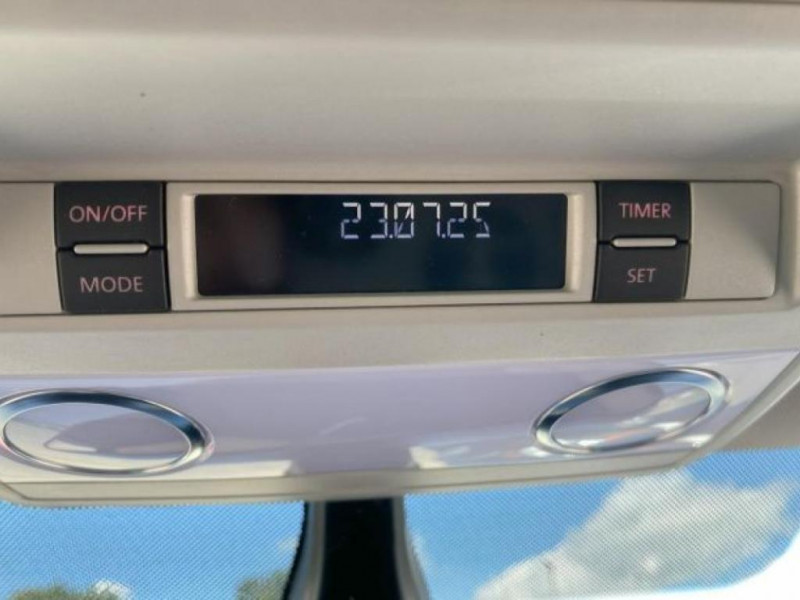 ON/OFF
MODE
23.07.25
TIMER
SET